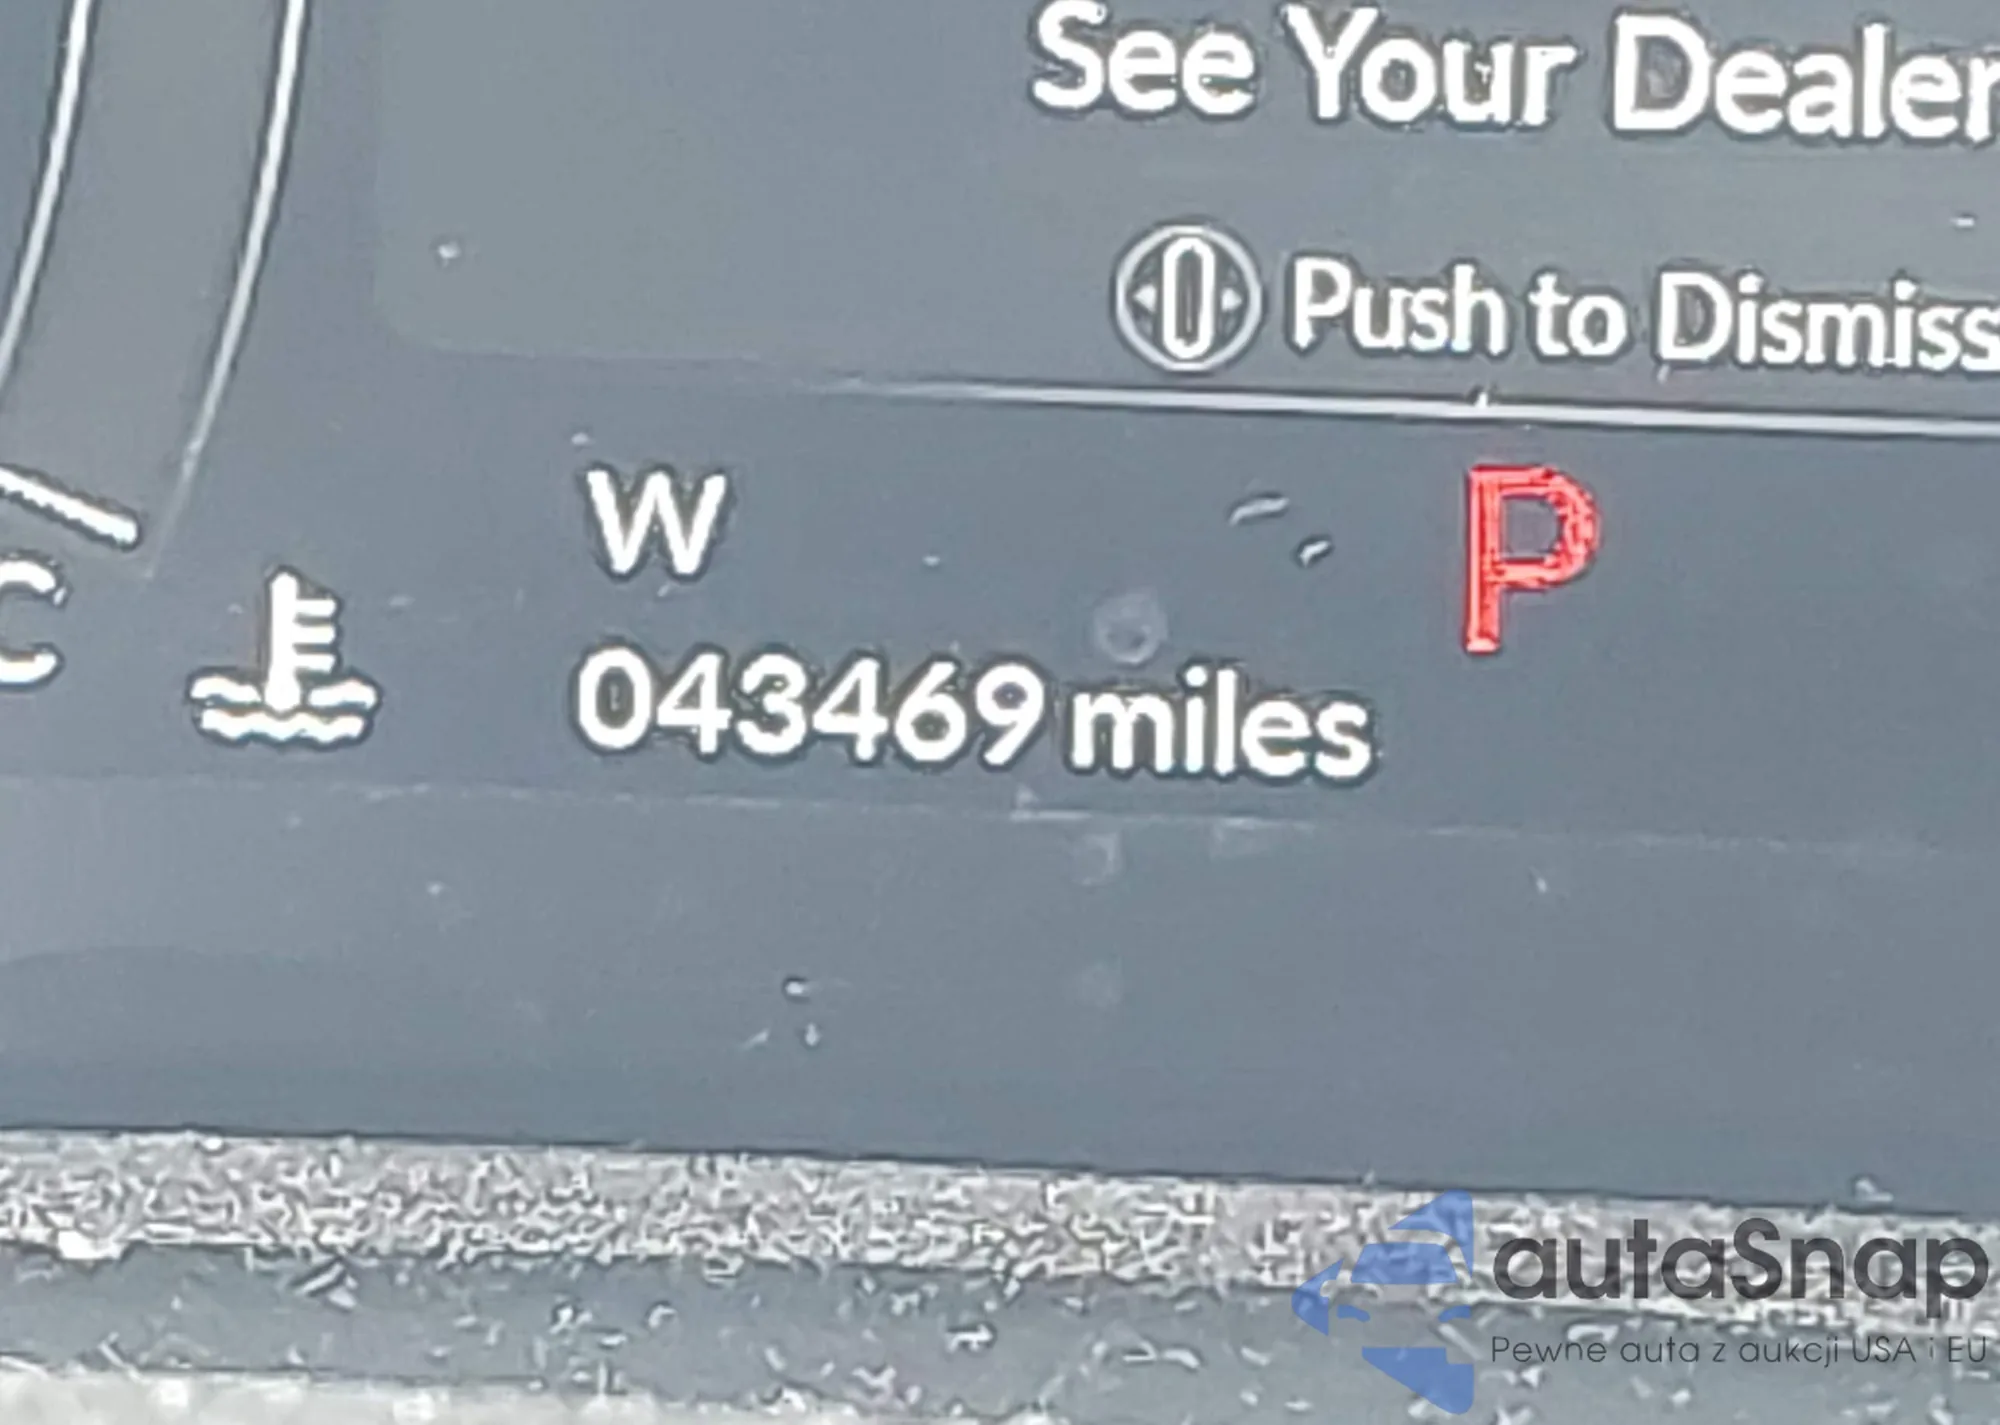 See Your Dealer
Push to Dismiss
W
P
C
043469 miles
autaSnap
Pewne auta z aukcji USA i EU